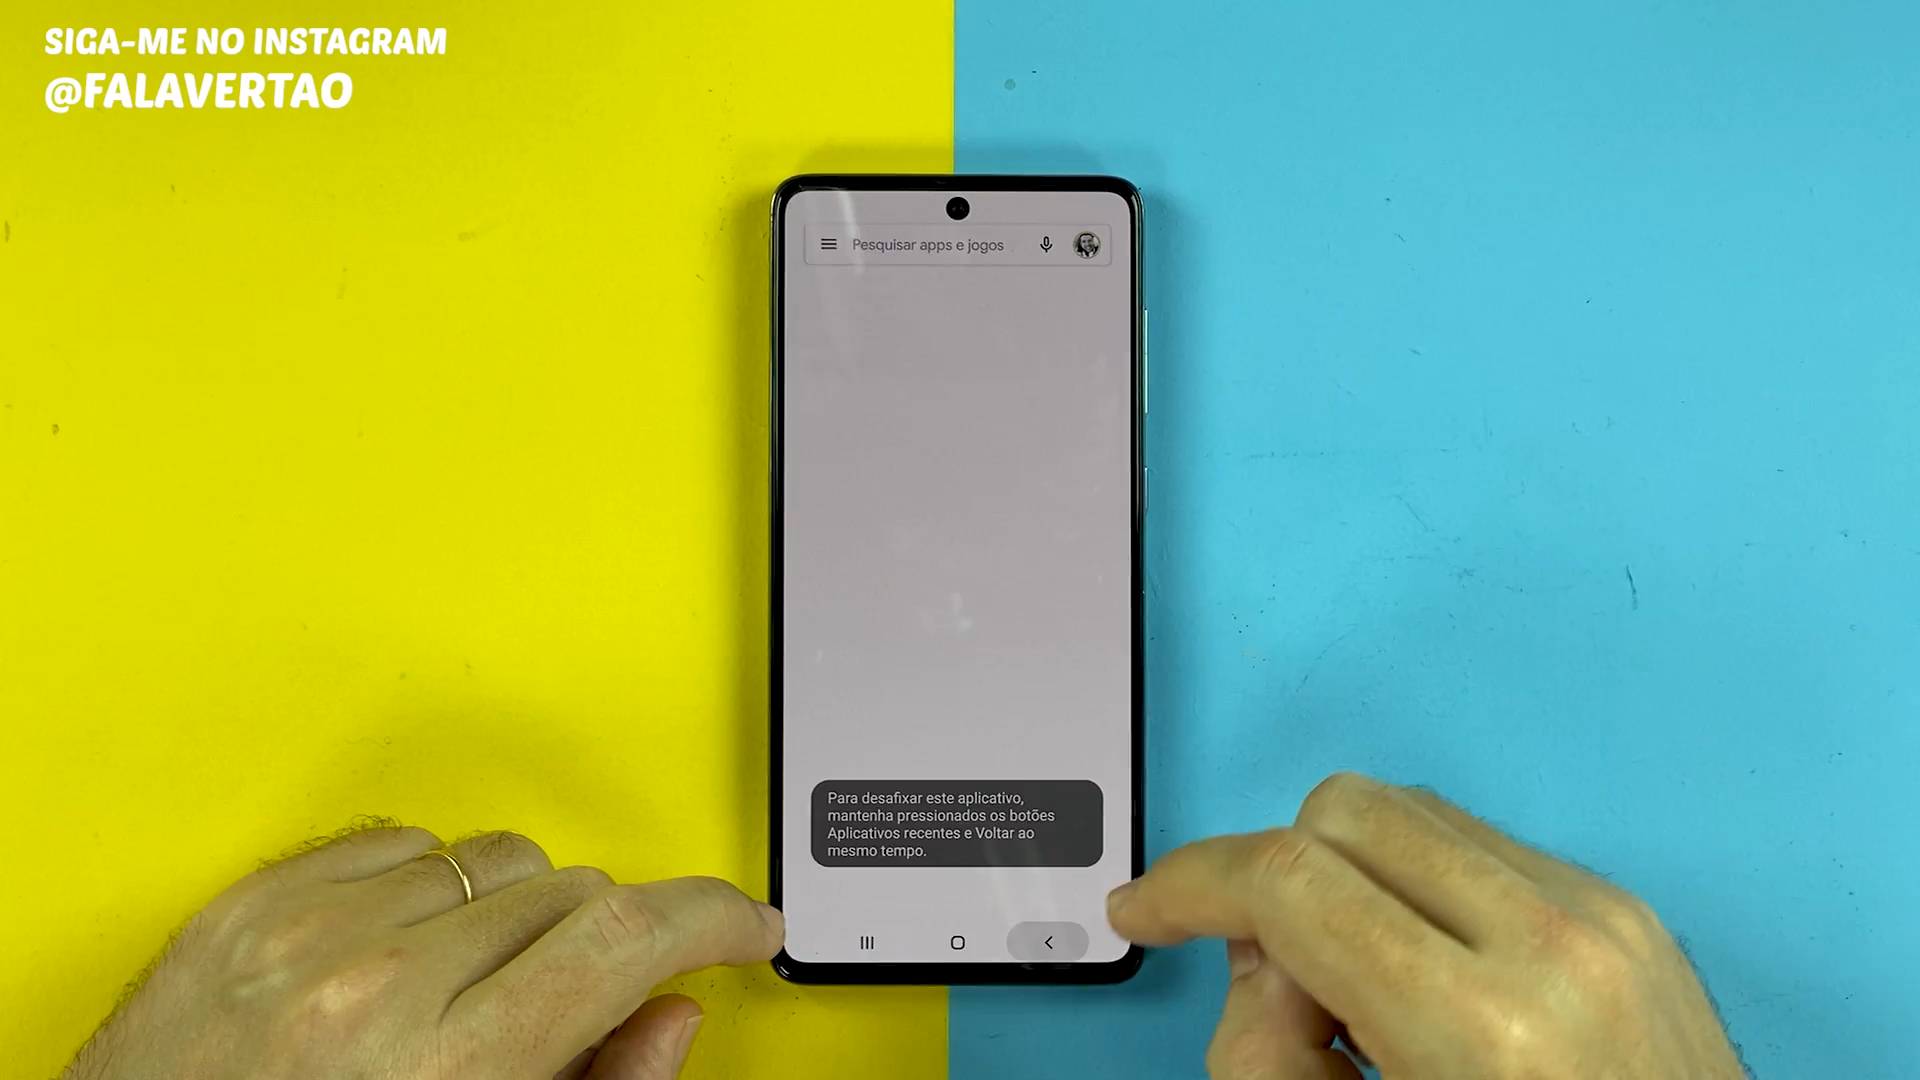 SIGA-ME NO INSTAGRAM
@FALAVERTAO
Pesquisar apps e jogos
Para desafixar este aplicativo,
mantenha pressionados os botões
Aplicativos recentes e Voltar ao
mesmo tempo.